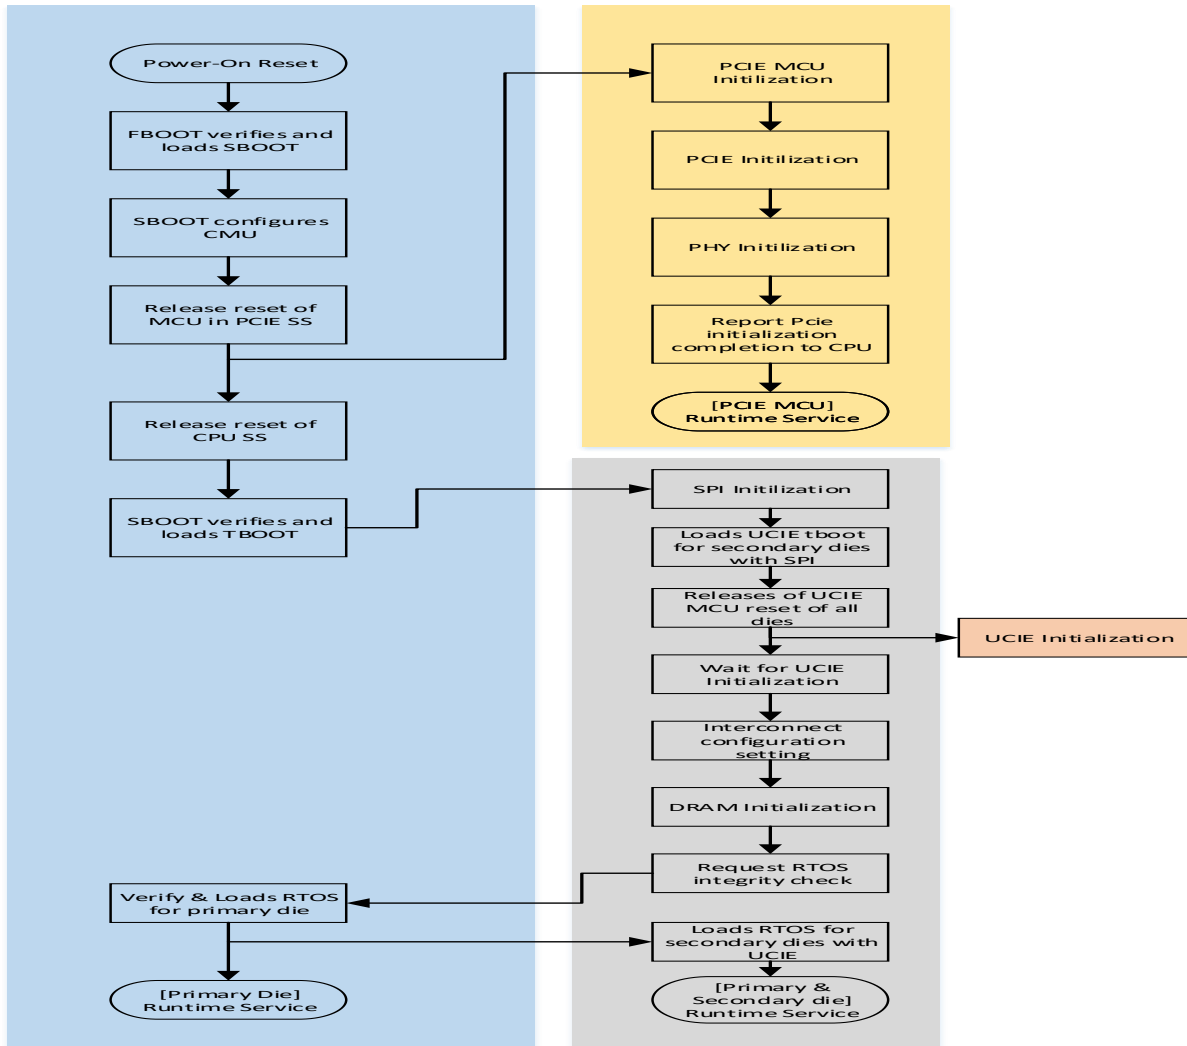 Power-On Reset
FBOOT verifies and
loads SBOOT
SBOOT configures
CMU
Release reset of
MCU in PCIE SS
Release reset of
CPU SS
SBOOT verifies and
loads TBOOT
Verify & Loads RTOS
for primary die
[Primary Die]
Runtime Service
PCIE MCU
Initilization
PCIE Initilization
PHY Initilization
Report Pcie
initialization
completion to CPU
[PCIE MCU]
Runtime Service
SPI Initilization
Loads UCIE tboot
for secondary dies
with SPI
Releases of UCIE
MCU reset of all
dies
Wait for UCIE
Initialization
Interconnect
configuration
setting
DRAM Initialization
Request RTOS
integrity check
Loads RTOS for
secondary dies with
UCIE
[Primary &
Secondary die]
Runtime Service
UCIE Initialization